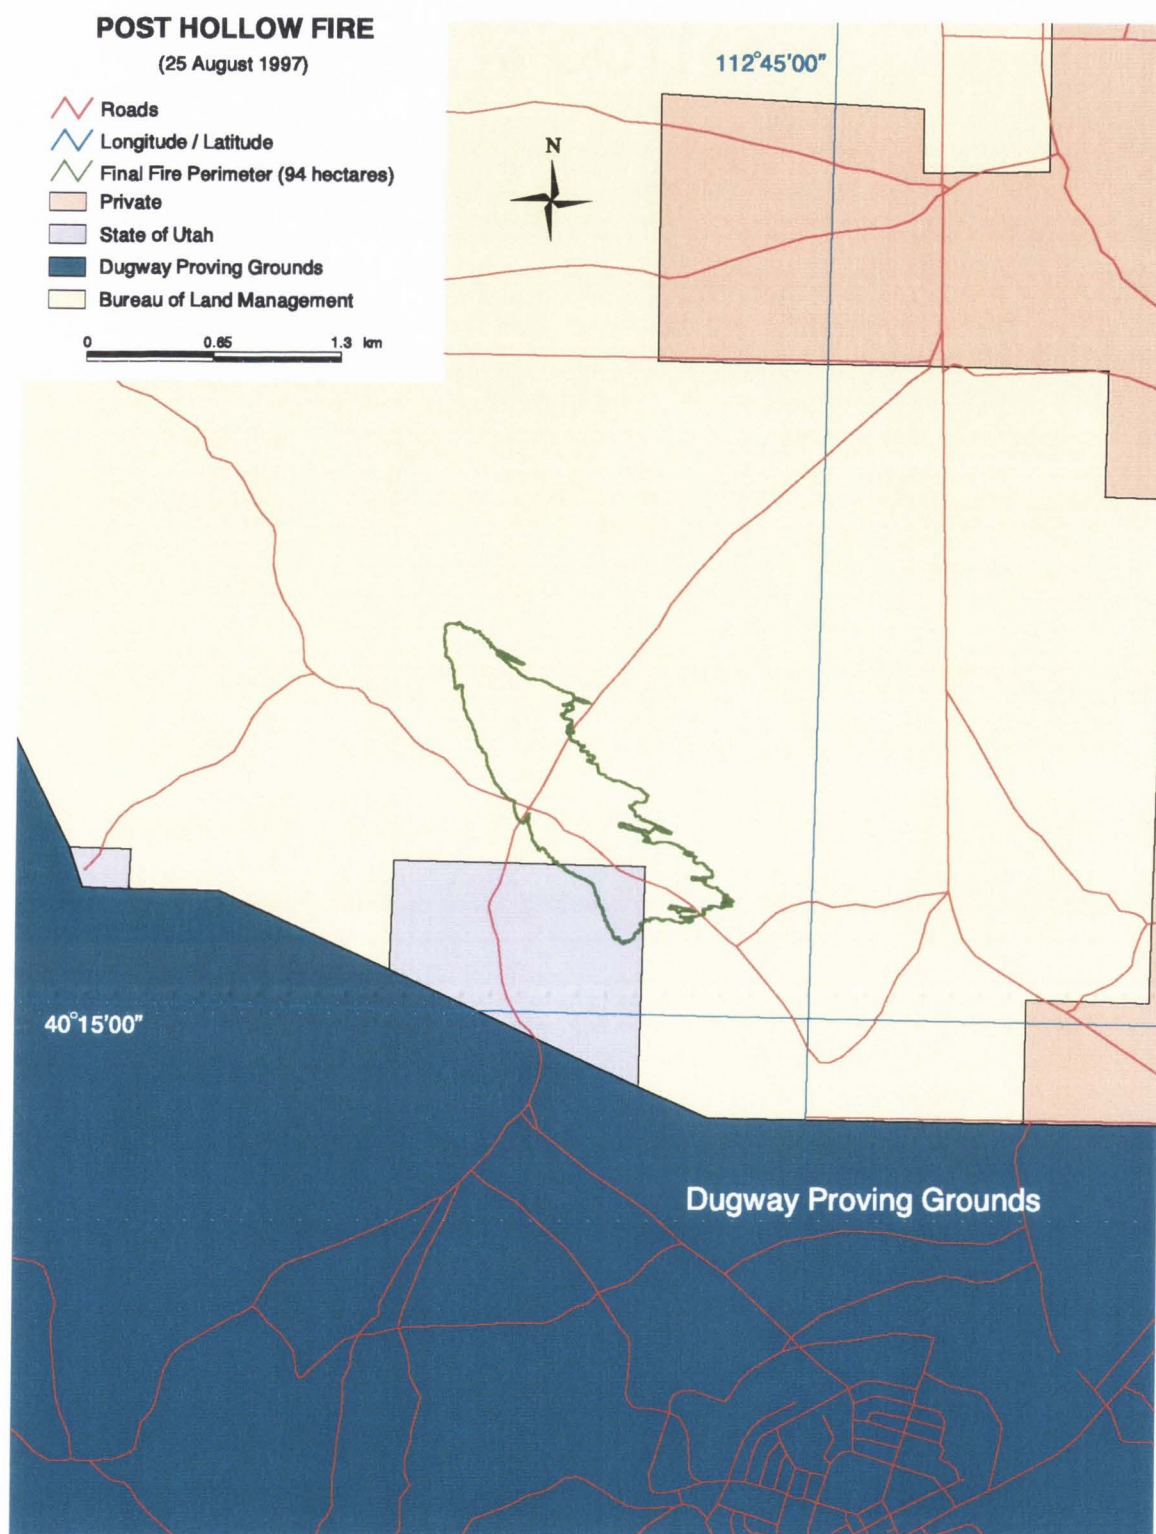 POST HOLLOW FIRE
(25 August 1997)
Roads
Longitude / Latitude
Final Fire Perimeter (94 hectares)
Private
State of Utah
Dugway Proving Grounds
Bureau of Land Management
0 0.65 1.3 km
N
112°45'00"
40°15'00"
Dugway Proving Grounds